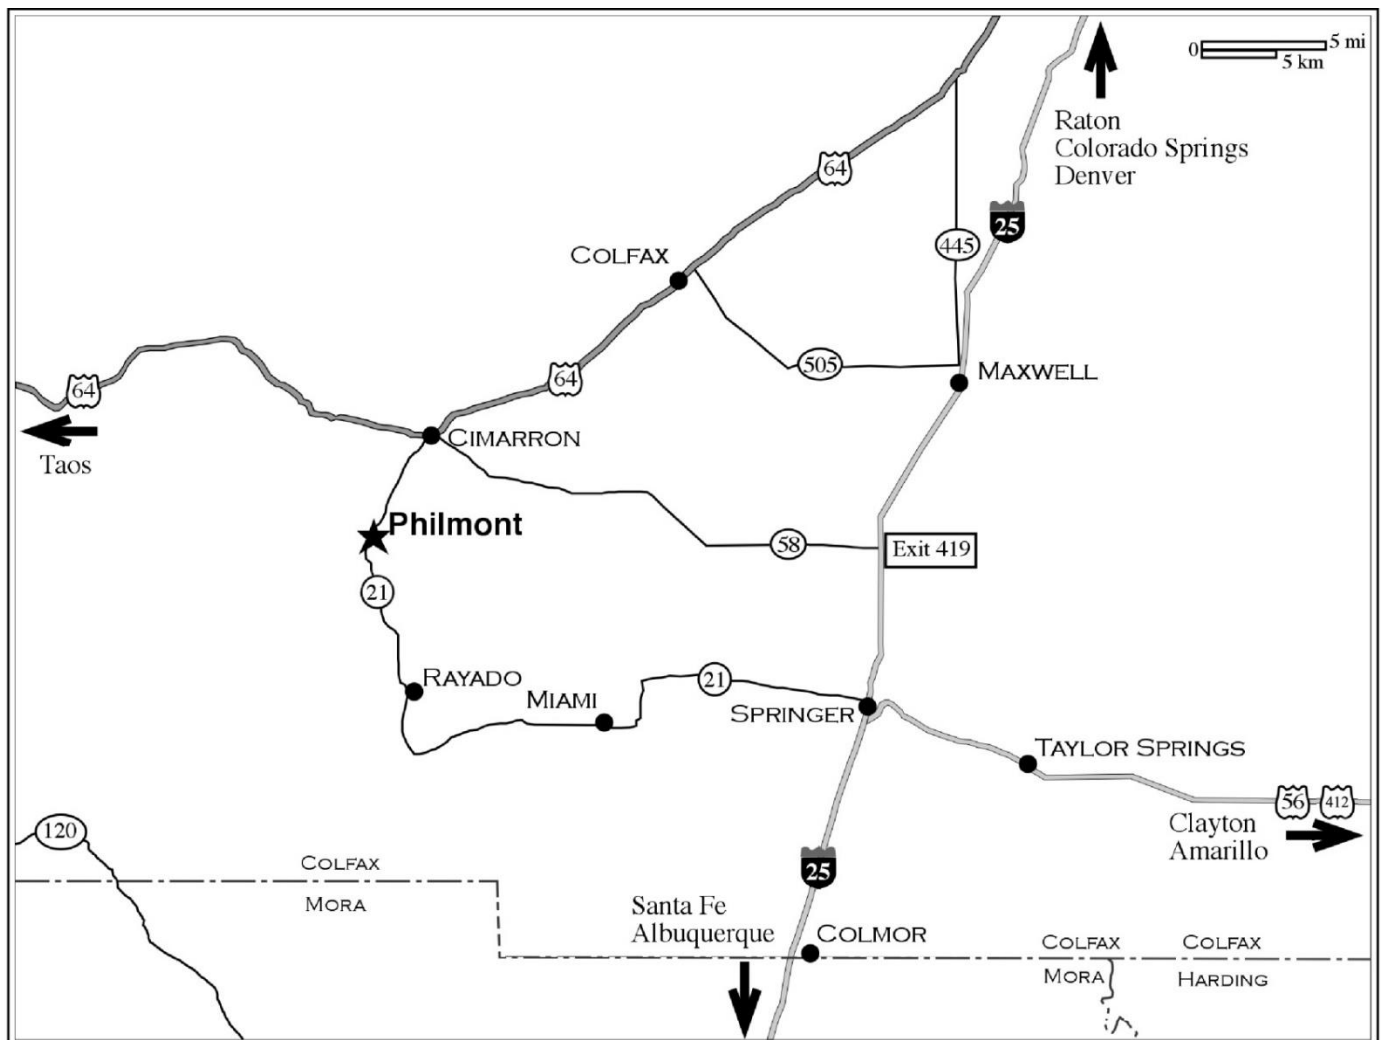 0
5 mi
5 km
Raton
Colorado Springs
Denver
64
25
445
COLFAX
505
64
MAXWELL
64
CIMARRON
Taos
Philmont
58
Exit 419
21
RAYADO
21
MIAMI
SPRINGER
TAYLOR SPRINGS
56
412
Clayton
Amarillo
120
25
COLFAX
MORA
Santa Fe
Albuquerque
COLMOR
COLFAX
MORA
COLFAX
HARDING